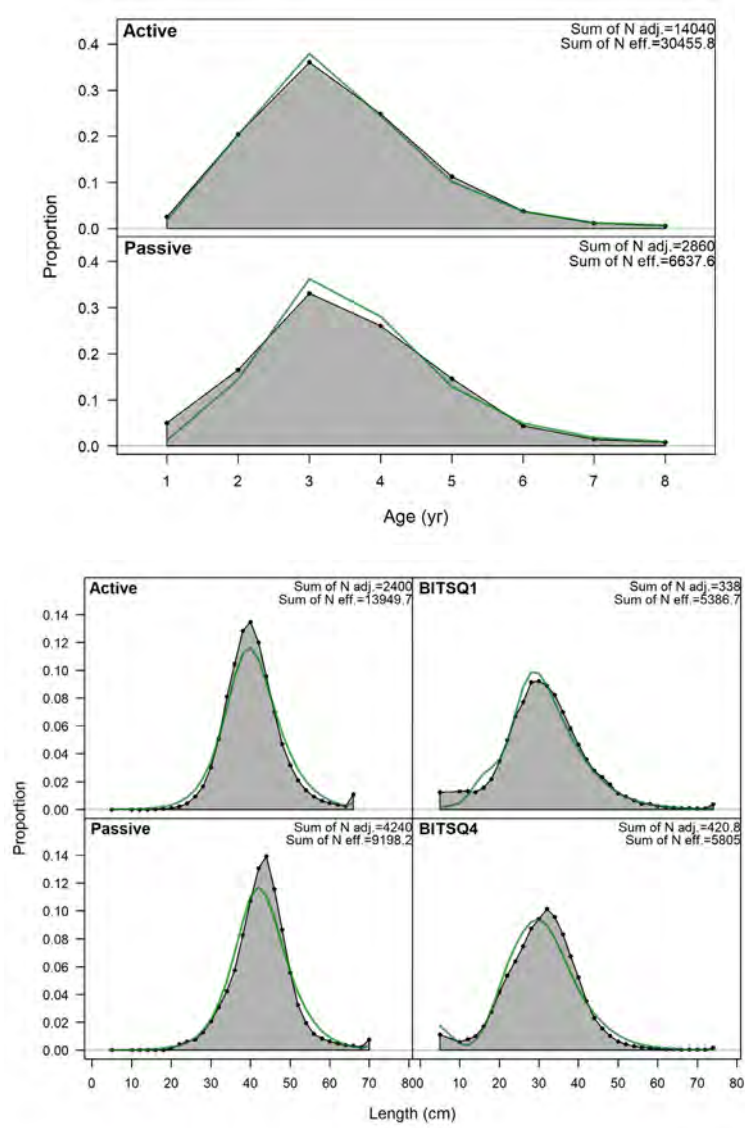 Active
Sum of N adj.=14040
Sum of N eff.=30455.8
0.4
0.3
0.2
0.1
0.0
Passive
Sum of N adj.=2860
Sum of N eff.=6637.6
0.4
0.3
0.2
0.1
0.0
Proportion
1 2 3 4 5 6 7 8
Age (yr)
Active
Sum of N adj.=2400
Sum of N eff.=13949.7
BITSQ1
Sum of N adj.=338
Sum of N eff.=5386.7
0.14
0.12
0.10
0.08
0.06
0.04
0.02
0.00
Passive
Sum of N adj.=4240
Sum of N eff.=9198.2
BITSQ4
Sum of N adj.=420.8
Sum of N eff.=5805
0.14
0.12
0.10
0.08
0.06
0.04
0.02
0.00
Proportion
0 10 20 30 40 50 60 70 80 0 10 20 30 40 50 60 70 80
Length (cm)